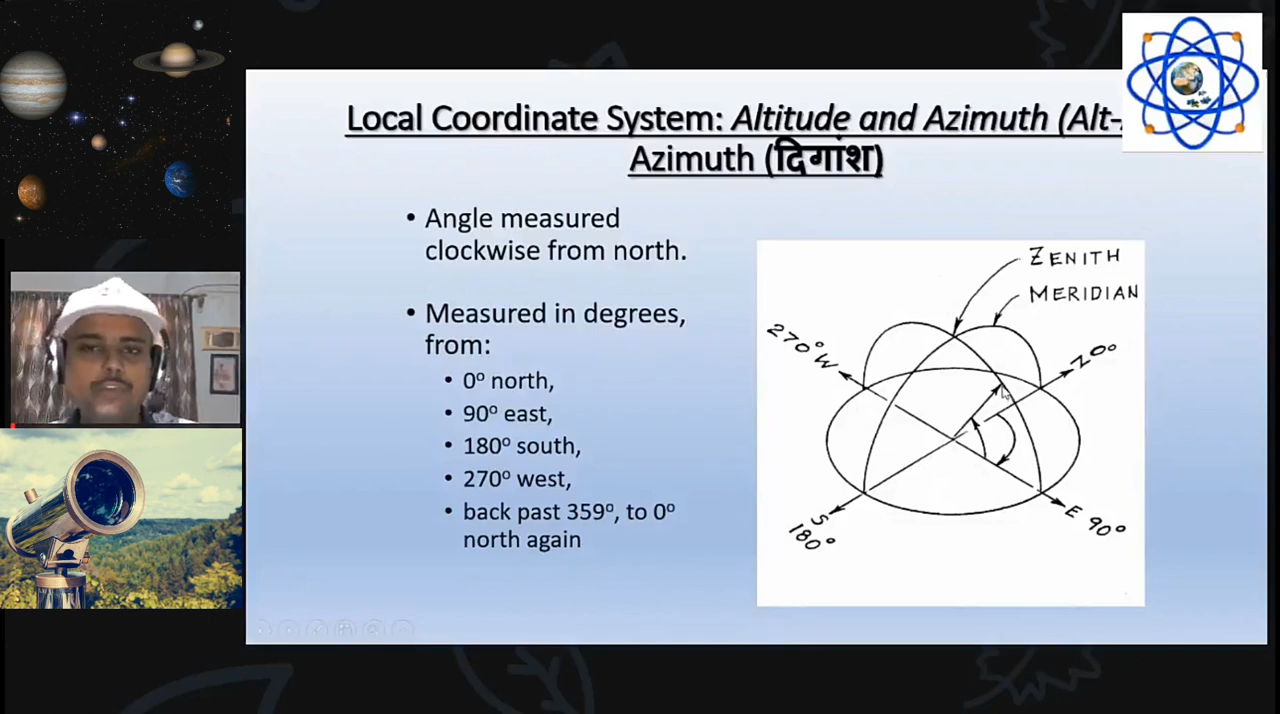 Local Coordinate System: Altitude and Azimuth (Alt-
Azimuth (दिगांश)
• Angle measured
clockwise from north.
• Measured in degrees,
from:
• 0º north,
• 90º east,
• 180º south,
• 270º west,
• back past 359º, to 0º
north again
ZENITH
MERIDIAN
270° W
N 0°
S
180°
E 90°